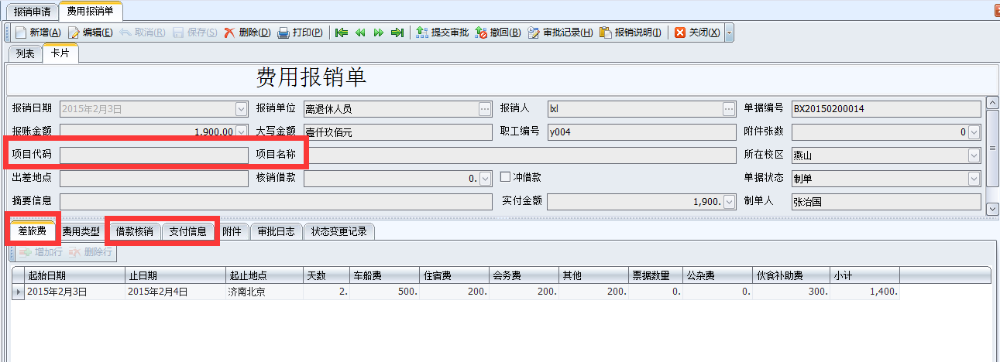 报销申请 费用报销单
新增(A) 编辑(E) 取消(R) 保存(S) 删除(D) 打印(P) 提交审批 撤回(B) 审批记录(H) 报销说明(I) 关闭(X)
列表 卡片
费用报销单
报销日期 2015年2月3日 报销单位 离退休人员 报销人 lxl 单据编号 BX20150200014
报账金额 1,900.00 大写金额 壹仟玖佰元 职工编号 y004 附件张数 0
项目代码 项目名称 所在校区 燕山
出差地点 核销借款 0. 冲借款 单据状态 制单
摘要信息 实付金额 1,900. 制单人 张治国
差旅费 费用类型 借款核销 支付信息 附件 审批日志 状态变更记录
增加行 删除行
起始日期 止日期 起止地点 天数 车船费 住宿费 会务费 其他 票据数量 公杂费 伙食补助费 小计
2015年2月3日 2015年2月4日 济南北京 2. 500. 200. 200. 200. 0. 0. 300. 1,400.